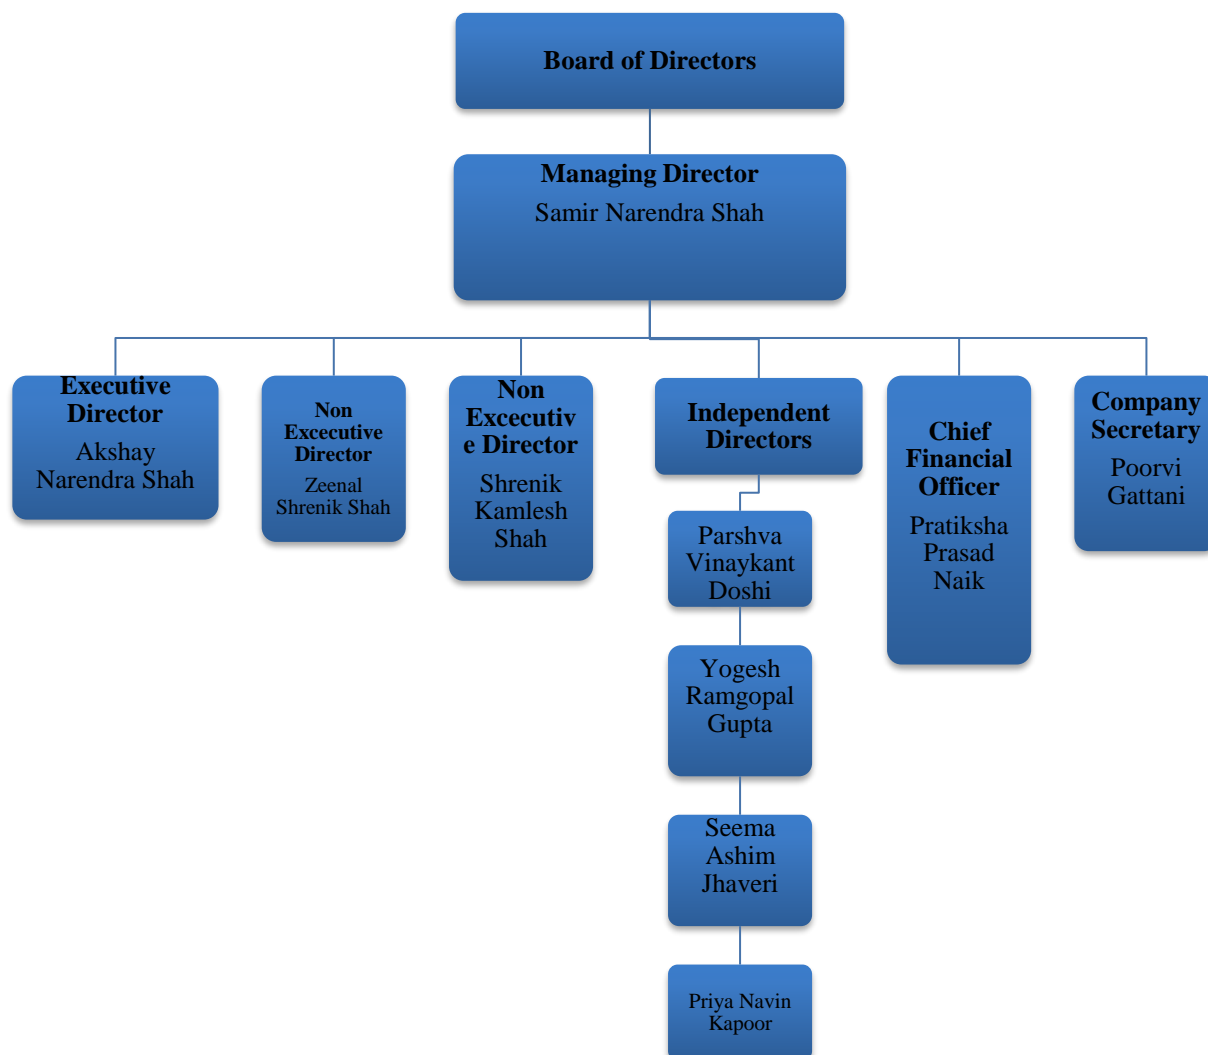 Board of Directors
Managing Director
Samir Narendra Shah
Executive
Director
Akshay
Narendra Shah
Non
Excecutive
Director
Zeenal
Shrenik Shah
Non
Excecutiv
e Director
Shrenik
Kamlesh
Shah
Independent
Directors
Parshva
Vinaykant
Doshi
Yogesh
Ramgopal
Gupta
Seema
Ashim
Jhaveri
Priya Navin
Kapoor
Chief
Financial
Officer
Pratiksha
Prasad
Naik
Company
Secretary
Poorvi
Gattani